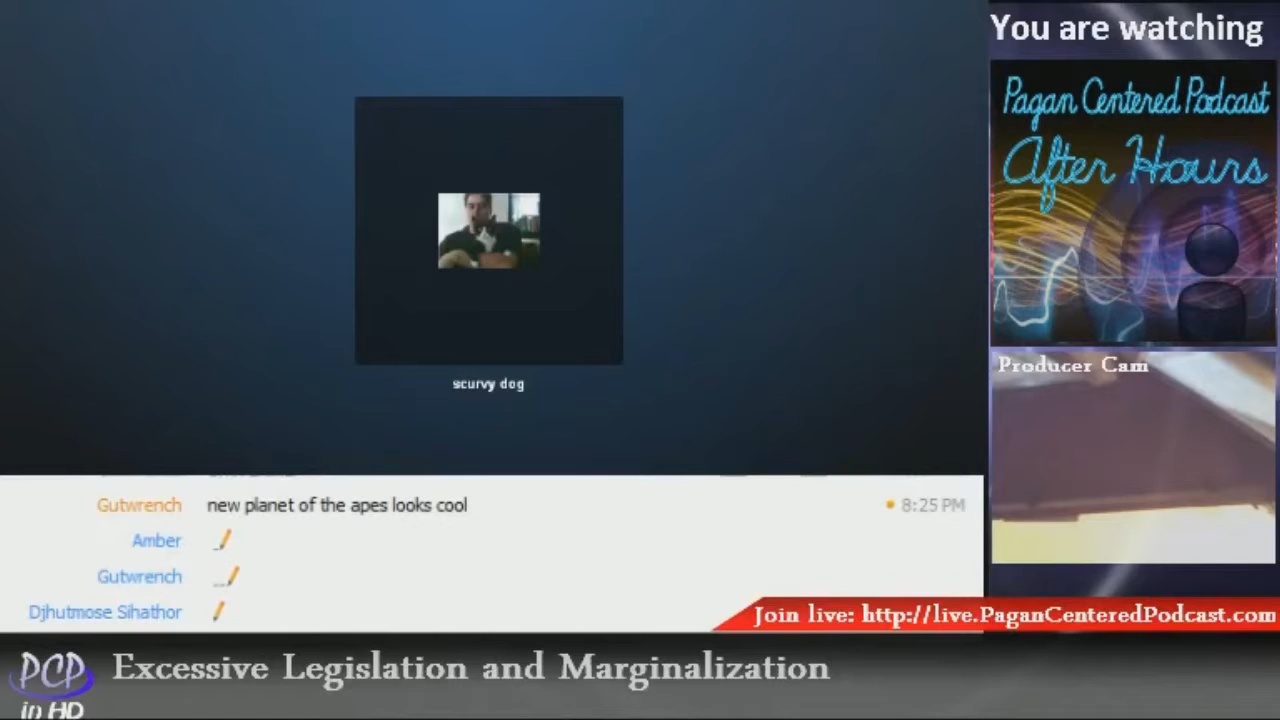 You are watching
Pagan Centered Podcast
After Hours
Producer Cam
scurvy dog
Gutwrench new planet of the apes looks cool 8:25 PM
Amber
Gutwrench
Djhutmose Sihathor
Join live: http://live.PaganCenteredPodcast.com
PCP
in HD
Excessive Legislation and Marginalization